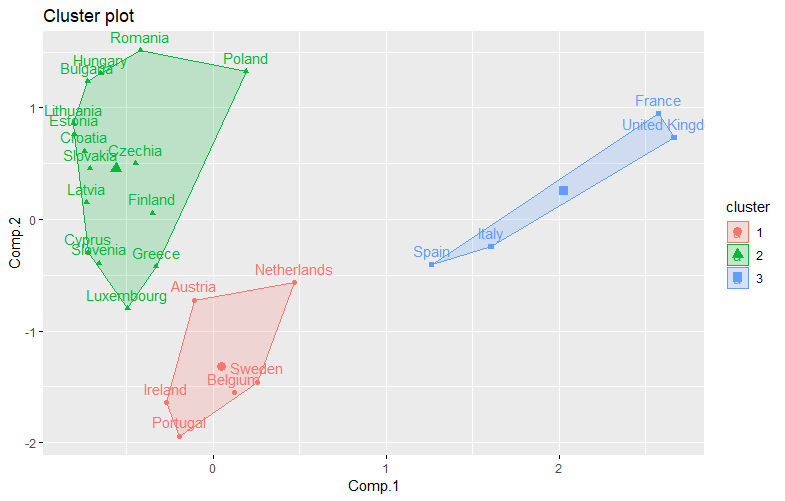 Cluster plot
Romania
Poland
Hungary
Bulgaria
France
Lithuania
Estonia
United Kingd
Croatia
Slovakia
Czechia
Latvia
Finland
Cyprus
Slovenia
Greece
Italy
Spain
Luxembourg
Netherlands
Austria
Sweden
Belgium
Ireland
Portugal
1
0
-1
-2
Comp.2
0
1
2
Comp.1
cluster
1
2
3